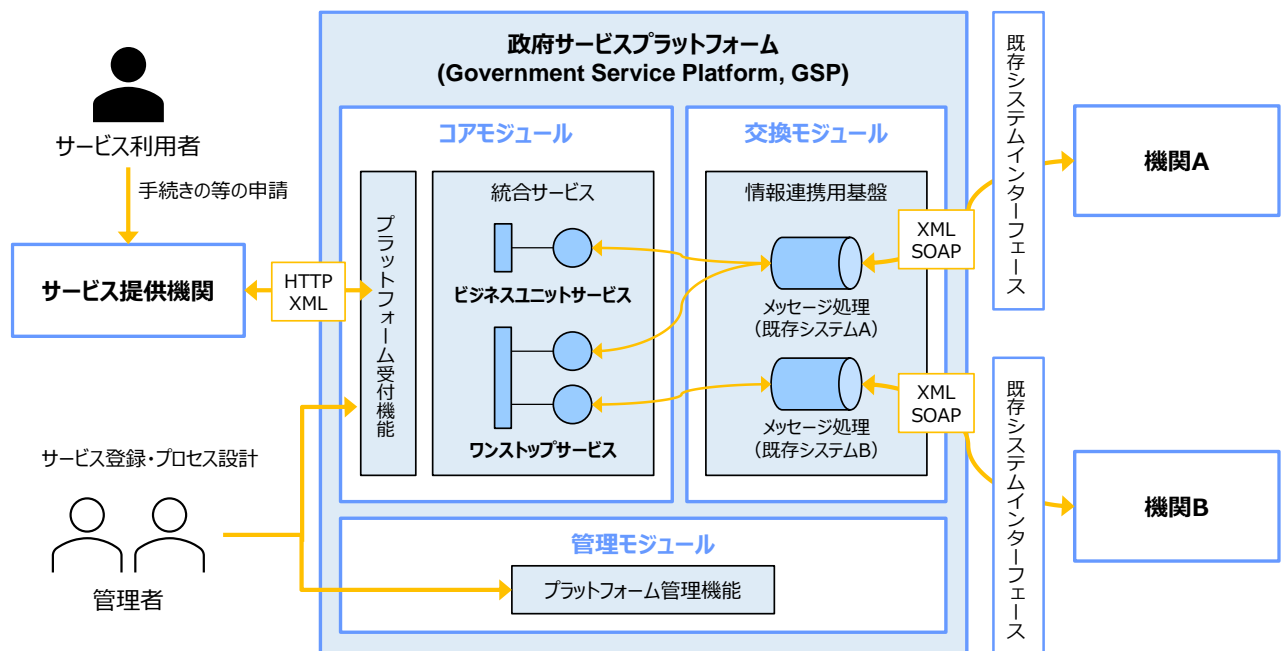 政府サービスプラットフォーム
(Government Service Platform, GSP)
サービス利用者
手続きの等の申請
サービス提供機関
HTTP
XML
サービス登録・プロセス設計
管理者
コアモジュール
プラットフォーム受付機能
統合サービス
ビジネスユニットサービス
ワンストップサービス
交換モジュール
情報連携用基盤
メッセージ処理
（既存システムA）
メッセージ処理
（既存システムB）
XML
SOAP
XML
SOAP
管理モジュール
プラットフォーム管理機能
既存システムインターフェース
機関A
既存システムインターフェース
機関B